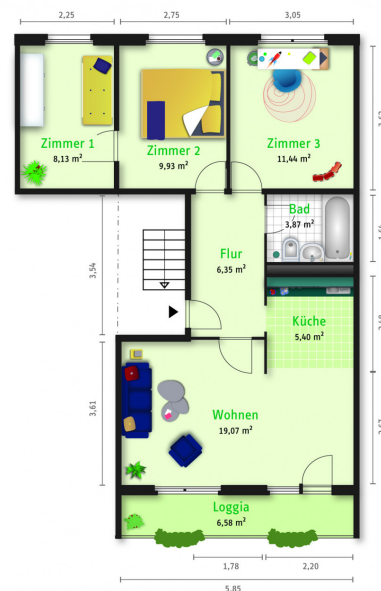 2,25
2,75
3,05
Zimmer 1
8,13 m²
Zimmer 2
9,93 m²
Zimmer 3
11,44 m²
Bad
3,87 m²
3,54
Flur
6,35 m²
Küche
5,40 m²
3,61
Wohnen
19,07 m²
Loggia
6,58 m²
1,78
2,20
5,85